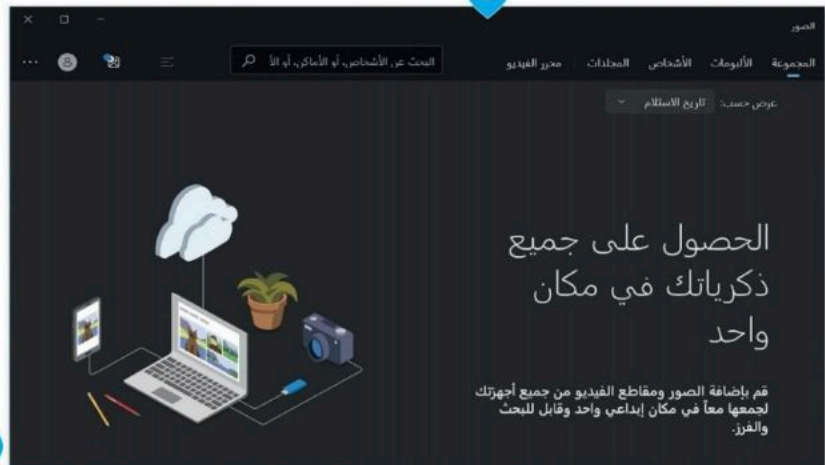 الصور
المجموعة الألبومات الأشخاص المجلدات محرر الفيديو البحث عن الأشخاص، أو الأماكن، أو الأ
عرض حسب: تاريخ الاستلام
الحصول على جميع
ذكرياتك في مكان
واحد
قم بإضافة الصور ومقاطع الفيديو من جميع أجهزتك
لجمعها معاً في مكان إبداعي واحد وقابل للبحث
والفرز.